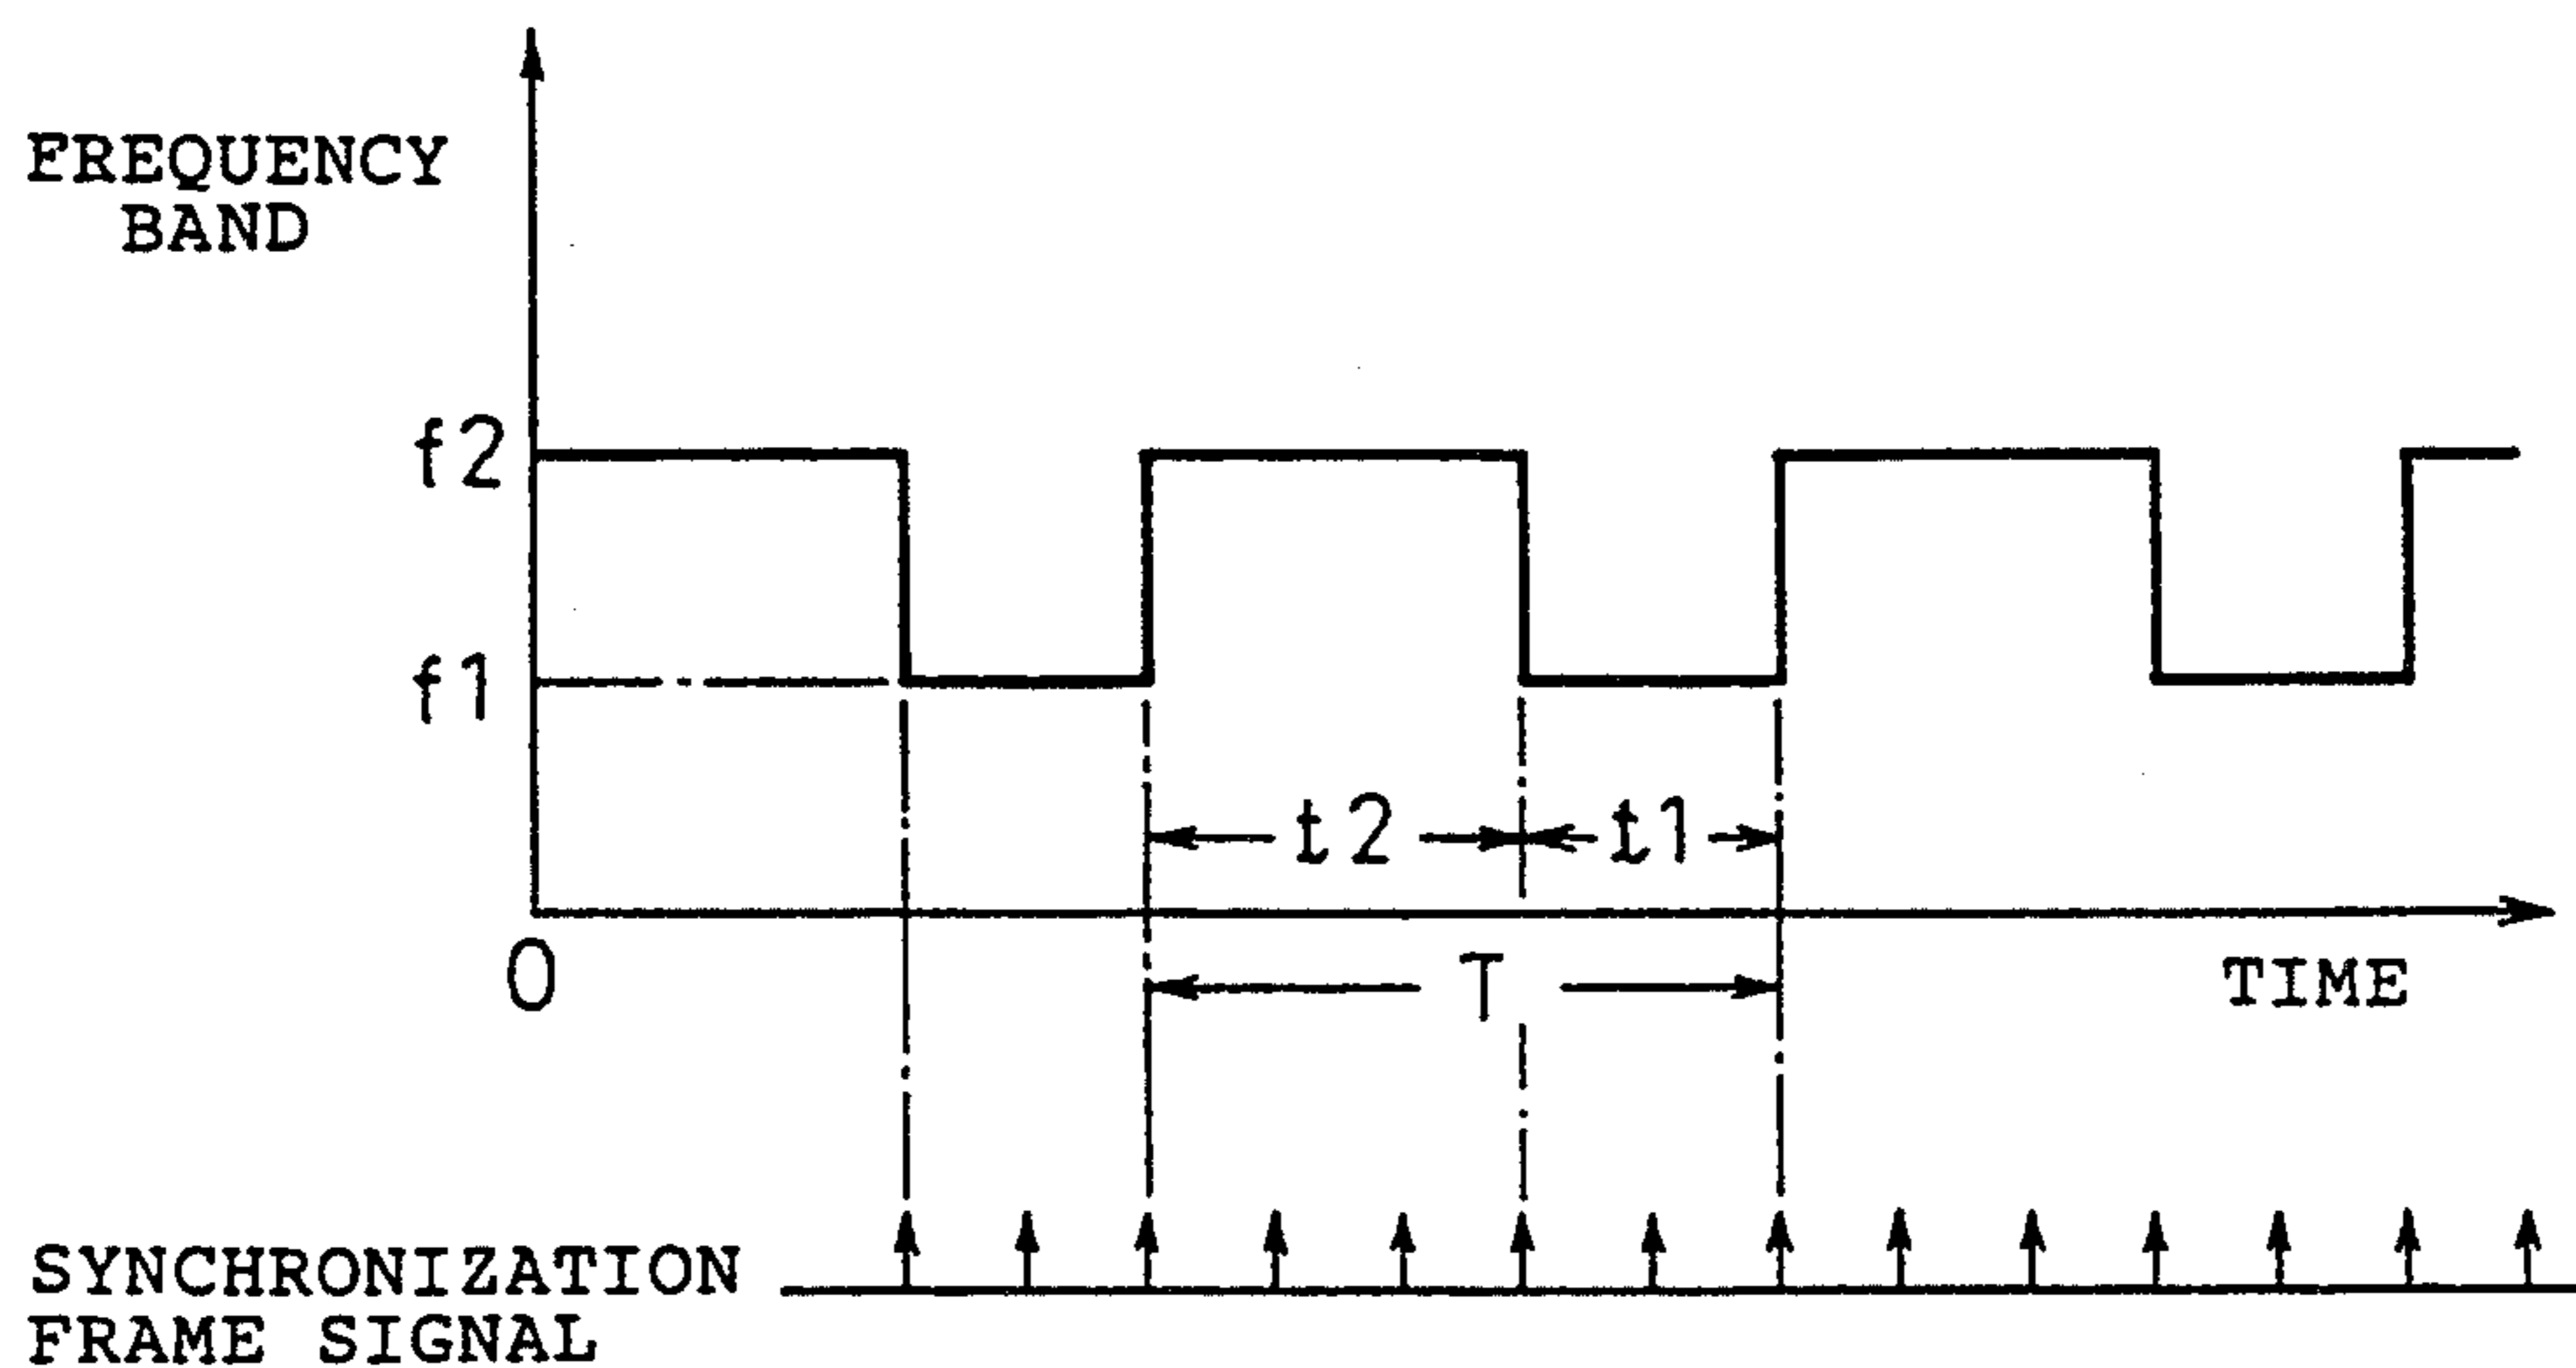 FREQUENCY
BAND
f2
f1
t2
t1
0
T
TIME
SYNCHRONIZATION
FRAME SIGNAL